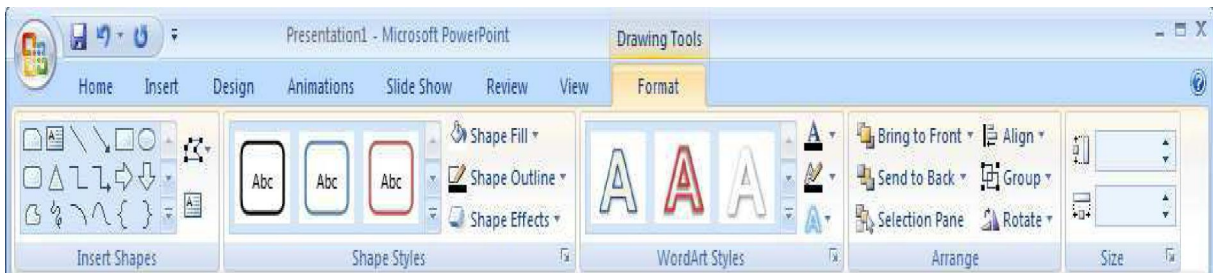 Presentation1 - Microsoft PowerPoint Drawing Tools
Home Insert Design Animations Slide Show Review View Format
Shape Fill Bring to Front Align
Abc Abc Abc Shape Outline A A A Send to Back Group
Shape Effects Selection Pane Rotate
Insert Shapes Shape Styles WordArt Styles Arrange Size